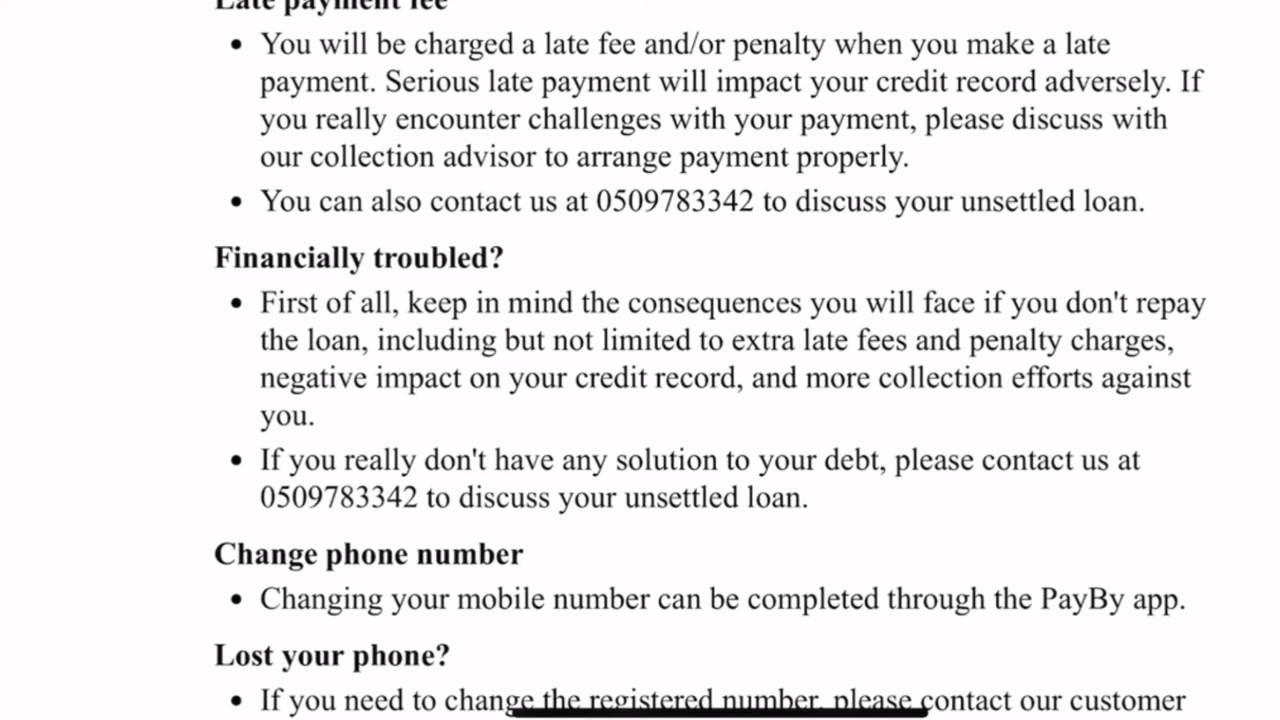 Late payment fee
• You will be charged a late fee and/or penalty when you make a late
payment. Serious late payment will impact your credit record adversely. If
you really encounter challenges with your payment, please discuss with
our collection advisor to arrange payment properly.
• You can also contact us at 0509783342 to discuss your unsettled loan.
Financially troubled?
• First of all, keep in mind the consequences you will face if you don't repay
the loan, including but not limited to extra late fees and penalty charges,
negative impact on your credit record, and more collection efforts against
you.
• If you really don't have any solution to your debt, please contact us at
0509783342 to discuss your unsettled loan.
Change phone number
• Changing your mobile number can be completed through the PayBy app.
Lost your phone?
• If you need to change the registered number, please contact our customer